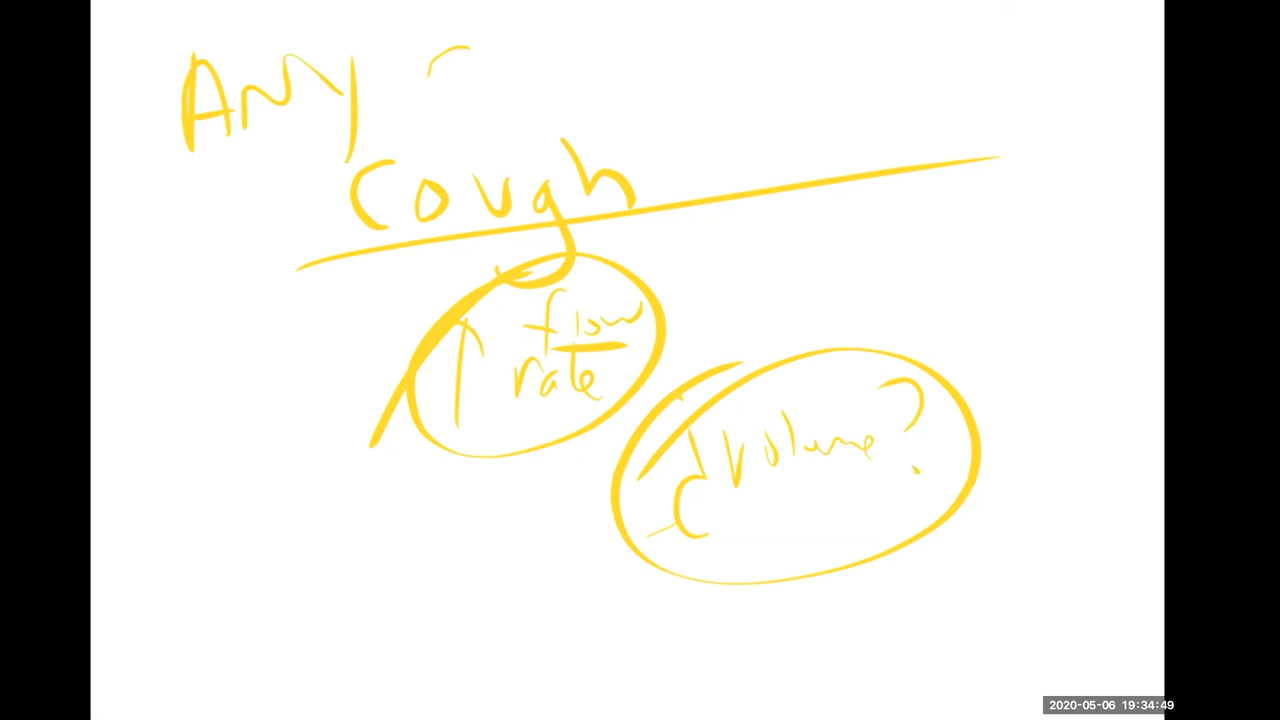 Any
cough
↑ flow
rate
volume?
2020-05-06 19:34:49